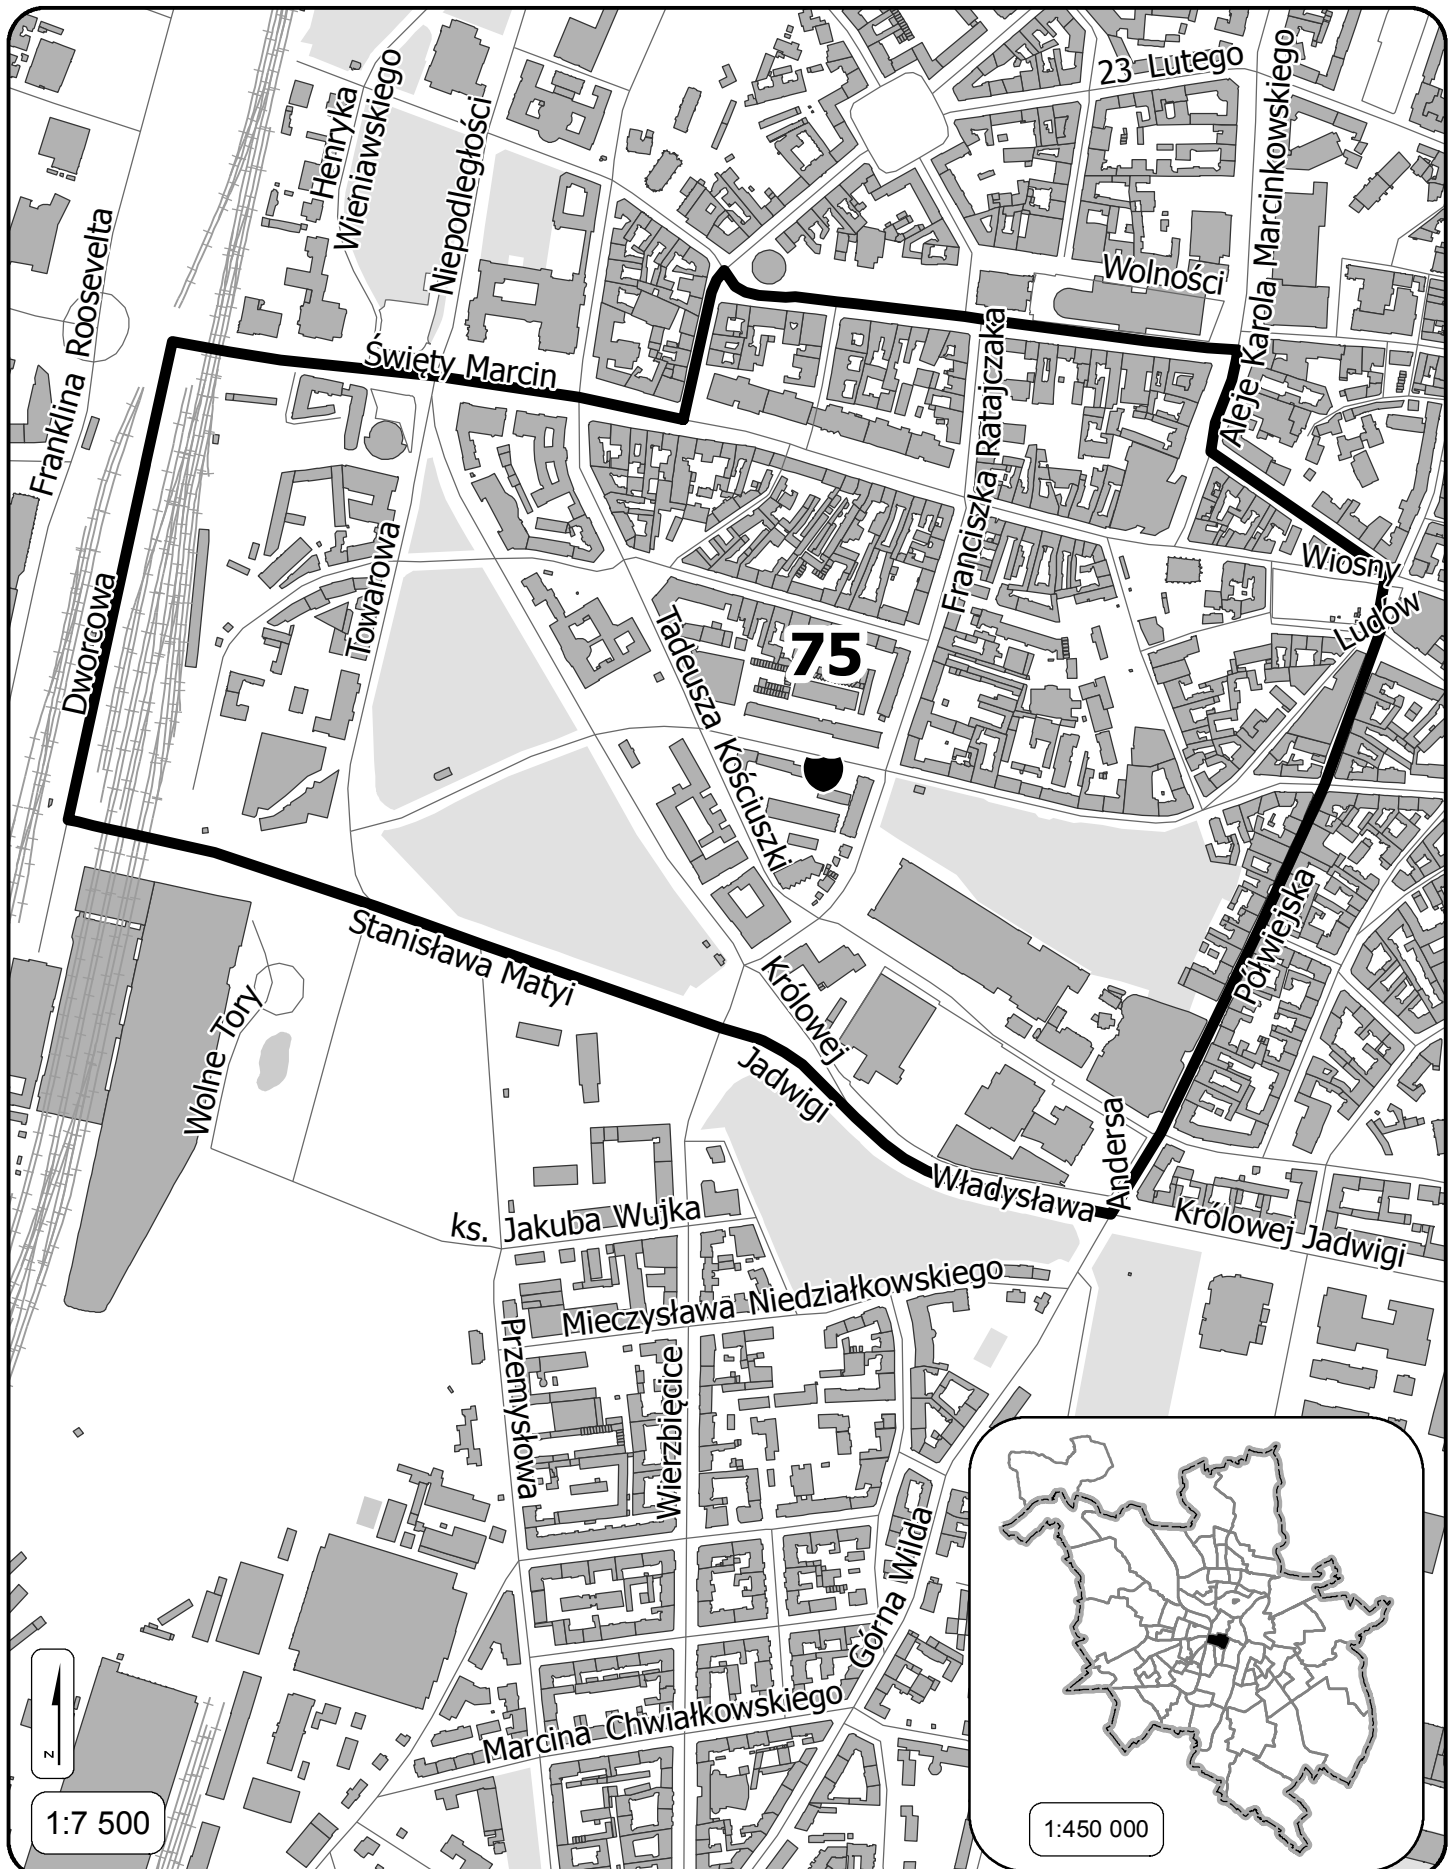 23 Lutego
Henryka
Wieniawskiego
Niepodległości
Aleje Karola Marcinkowskiego
Franklina Roosevelta
Wolności
Święty Marcin
Franciszka Ratajczaka
Towarowa
Wiosny
Ludów
Dworcowa
Tadeusza Kościuszki
75
Półwiejska
Stanisława Matyi
Królowej
Jadwigi
Wolne Tory
Andersa
Władysława
Królowej Jadwigi
ks. Jakuba Wujka
Mieczysława Niedziałkowskiego
Przemysłowa
Wierzbięcice
Górna Wilda
Marcina Chwiałkowskiego
N
1:7 500
1:450 000